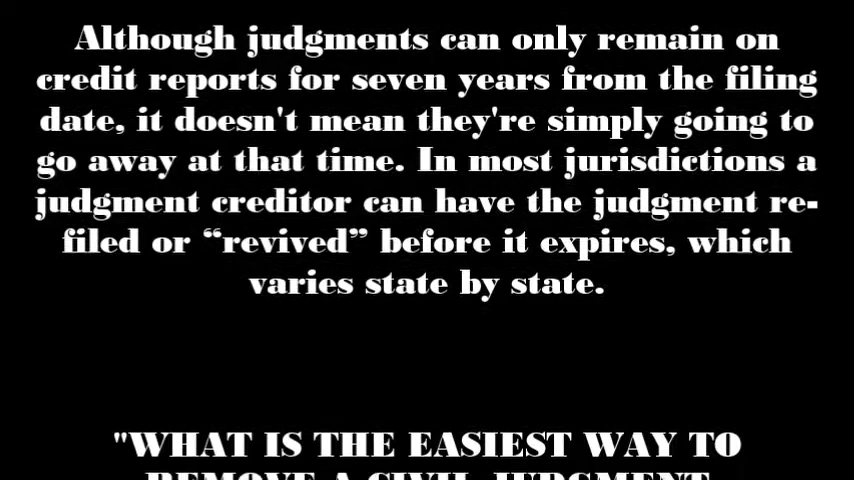 Although judgments can only remain on
credit reports for seven years from the filing
date, it doesn't mean they're simply going to
go away at that time. In most jurisdictions a
judgment creditor can have the judgment re-
filed or “revived” before it expires, which
varies state by state.
"WHAT IS THE EASIEST WAY TO
REMOVE A CIVIL JUDGMENT